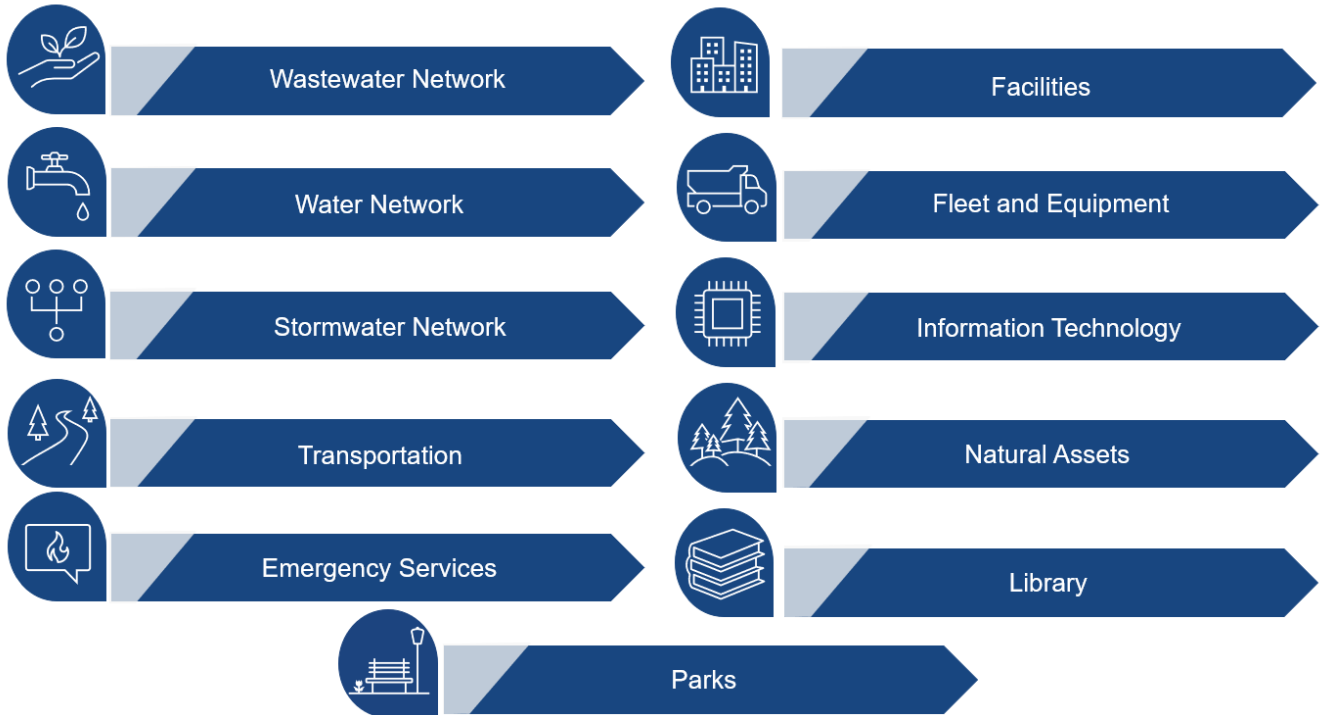 Wastewater Network
Facilities
Water Network
Fleet and Equipment
Stormwater Network
Information Technology
Transportation
Natural Assets
Emergency Services
Library
Parks